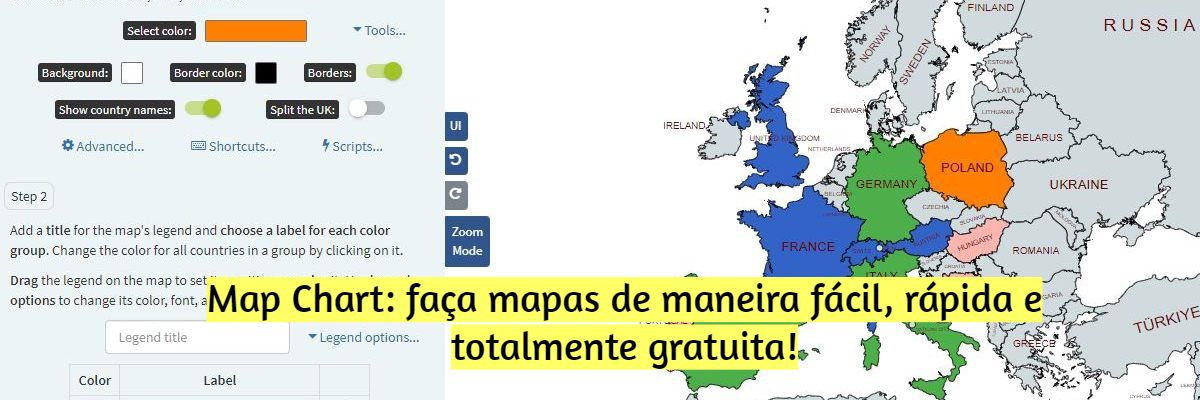 Select color:
Tools...
Background:
Border color:
Borders:
Show country names:
Split the UK:
Advanced...
Shortcuts...
Scripts...
Step 2
Add a title for the map's legend and choose a label for each color
group. Change the color for all countries in a group by clicking on it.
Drag the legend on the map to set
options to change its color, font, a
Legend title
Legend options...
Color
Label
UI
Zoom
Mode
FINLAND
RUSSIA
NORWAY
SWEDEN
ESTONIA
LATVIA
LITHUANIA
DENMARK
IRELAND
UNITED KINGDOM
NETHERLANDS
BELARUS
POLAND
GERMANY
UKRAINE
CZECHIA
SLOVAKIA
MOLDOVA
FRANCE
AUSTRIA
HUNGARY
ROMANIA
CROATIA
ITALY
TÜRKIYE
GREECE
CYPRUS
Map Chart: faça mapas de maneira fácil, rápida e
totalmente gratuita!